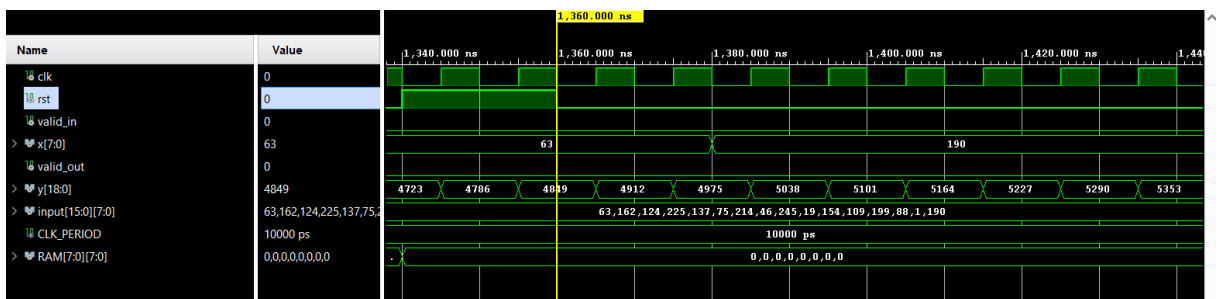 1,360.000 ns
Name Value 1,340.000 ns 1,360.000 ns 1,380.000 ns 1,400.000 ns 1,420.000 ns 1,44
clk 0
rst 0
valid_in 0
x[7:0] 63 63 190
valid_out 0
y[18:0] 4849 4723 4786 4849 4912 4975 5038 5101 5164 5227 5290 5353
input[15:0][7:0] 63,162,124,225,137,75,2 63,162,124,225,137,75,214,46,245,19,154,109,199,88,1,190
CLK_PERIOD 10000 ps 10000 ps
RAM[7:0][7:0] 0,0,0,0,0,0,0,0 . 0,0,0,0,0,0,0,0